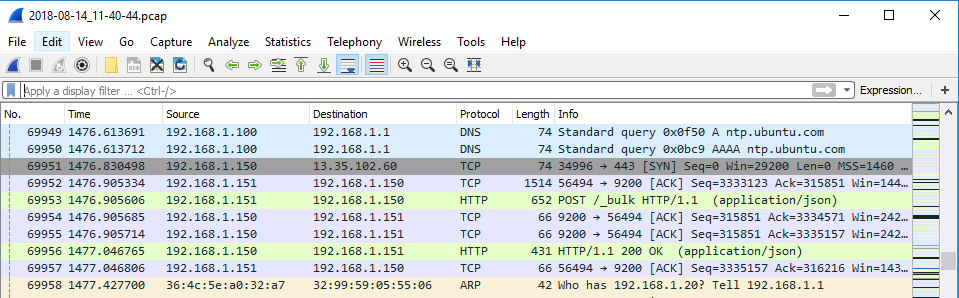 2018-08-14_11-40-44.pcap
File Edit View Go Capture Analyze Statistics Telephony Wireless Tools Help
Apply a display filter ... <Ctrl-/> Expression... +
No. Time Source Destination Protocol Length Info
69949 1476.613691 192.168.1.100 192.168.1.1 DNS 74 Standard query 0x0f50 A ntp.ubuntu.com
69950 1476.613712 192.168.1.100 192.168.1.1 DNS 74 Standard query 0x0bc9 AAAA ntp.ubuntu.com
69951 1476.830498 192.168.1.150 13.35.102.60 TCP 74 34996 → 443 [SYN] Seq=0 Win=29200 Len=0 MSS=1460 …
69952 1476.905334 192.168.1.151 192.168.1.150 TCP 1514 56494 → 9200 [ACK] Seq=3333123 Ack=315851 Win=144…
69953 1476.905606 192.168.1.151 192.168.1.150 HTTP 652 POST /_bulk HTTP/1.1 (application/json)
69954 1476.905685 192.168.1.150 192.168.1.151 TCP 66 9200 → 56494 [ACK] Seq=315851 Ack=3334571 Win=242…
69955 1476.905714 192.168.1.150 192.168.1.151 TCP 66 9200 → 56494 [ACK] Seq=315851 Ack=3335157 Win=242…
69956 1477.046765 192.168.1.150 192.168.1.151 HTTP 431 HTTP/1.1 200 OK (application/json)
69957 1477.046806 192.168.1.151 192.168.1.150 TCP 66 56494 → 9200 [ACK] Seq=3335157 Ack=316216 Win=143…
69958 1477.427700 36:4c:5e:a0:32:a7 32:99:59:05:55:06 ARP 42 Who has 192.168.1.20? Tell 192.168.1.1